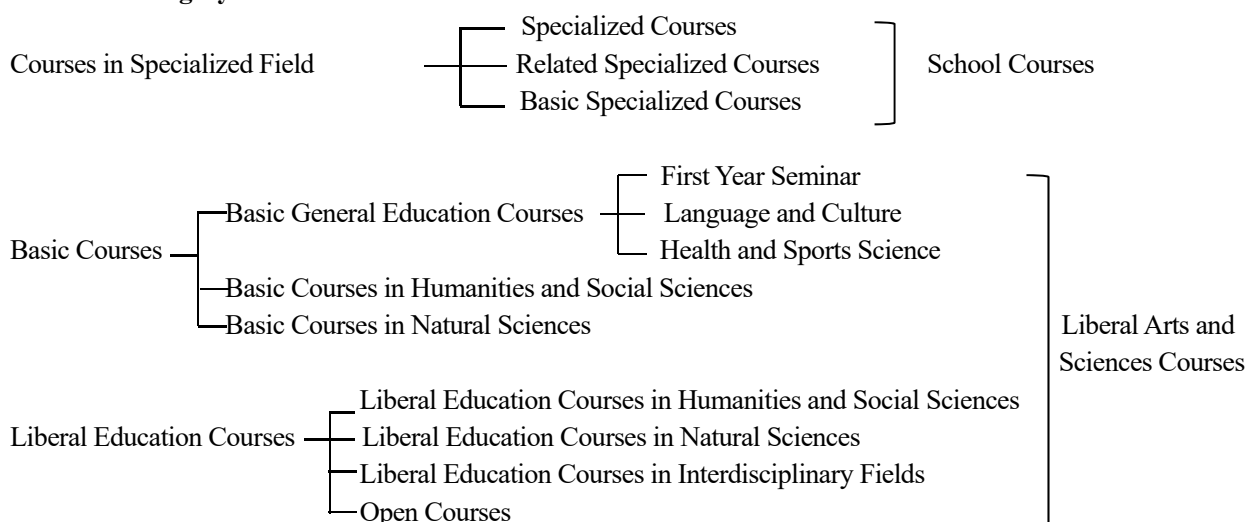 Specialized Courses
Courses in Specialized Field Related Specialized Courses School Courses
Basic Specialized Courses
First Year Seminar
Basic General Education Courses Language and Culture
Basic Courses Health and Sports Science
Basic Courses in Humanities and Social Sciences
Basic Courses in Natural Sciences
Liberal Arts and
Sciences Courses
Liberal Education Courses in Humanities and Social Sciences
Liberal Education Courses Liberal Education Courses in Natural Sciences
Liberal Education Courses in Interdisciplinary Fields
Open Courses